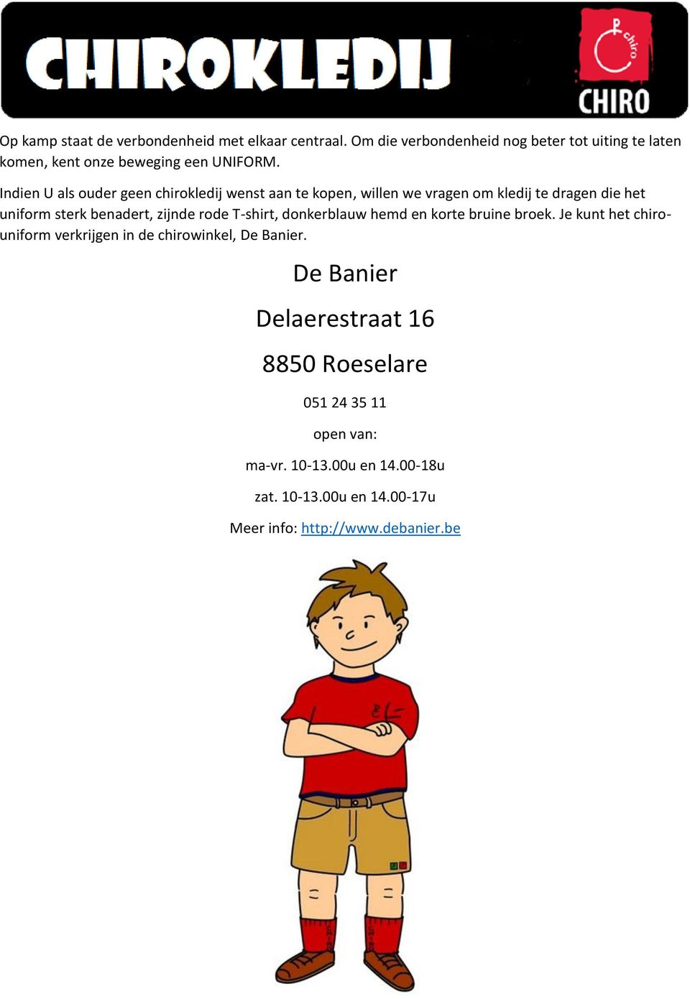 CHIROKLEDIJ
chiro
CHIRO
Op kamp staat de verbondenheid met elkaar centraal. Om die verbondenheid nog beter tot uiting te laten
komen, kent onze beweging een UNIFORM.
Indien U als ouder geen chirokledij wenst aan te kopen, willen we vragen om kledij te dragen die het
uniform sterk benadert, zijnde rode T-shirt, donkerblauw hemd en korte bruine broek. Je kunt het chiro-
uniform verkrijgen in de chirowinkel, De Banier.
De Banier
Delaerestraat 16
8850 Roeselare
051 24 35 11
open van:
ma-vr. 10-13.00u en 14.00-18u
zat. 10-13.00u en 14.00-17u
Meer info: http://www.debanier.be
CHIRO
CHIRO